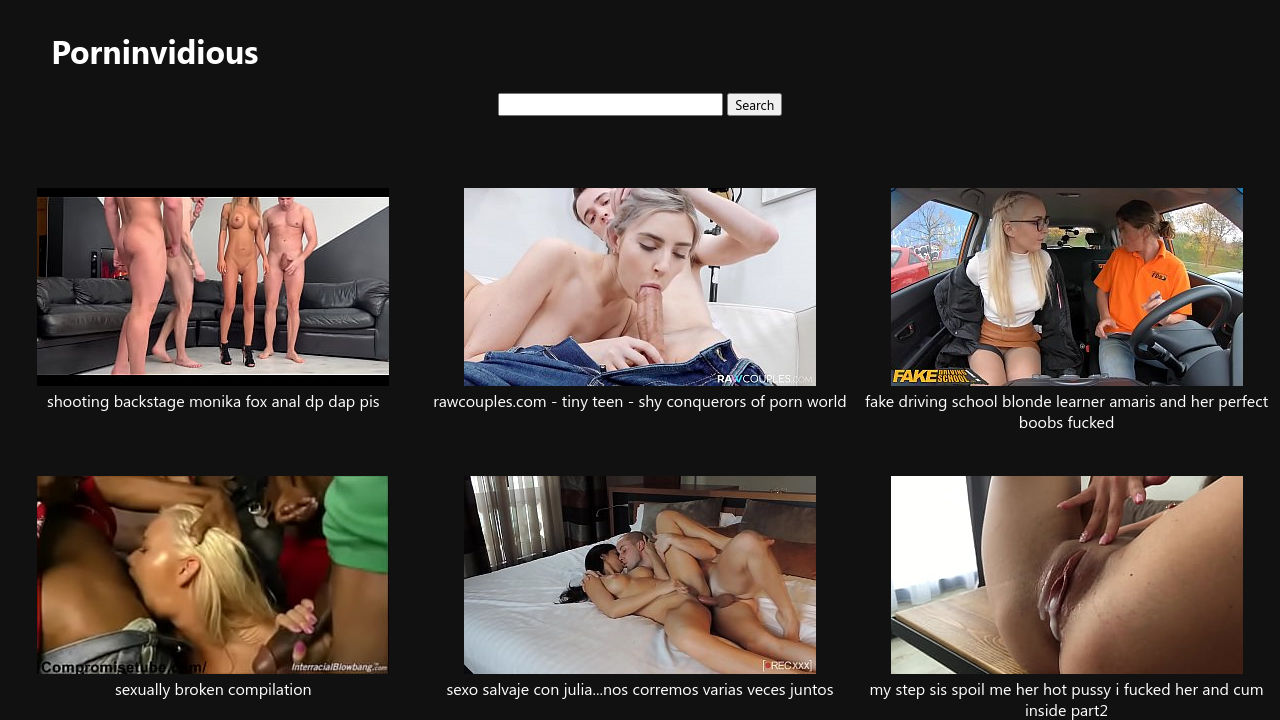 Porninvidious
Search
shooting backstage monika fox anal dp dap pis
RAWCOUPLES.COM
rawcouples.com - tiny teen - shy conquerors of porn world
FAKE DRIVING SCHOOL
fake driving school blonde learner amaris and her perfect
boobs fucked
Compromisetube.com/
InterracialBlowbang.com
sexually broken compilation
[ORECXXX]
sexo salvaje con julia...nos corremos varias veces juntos
my step sis spoil me her hot pussy i fucked her and cum
inside part2